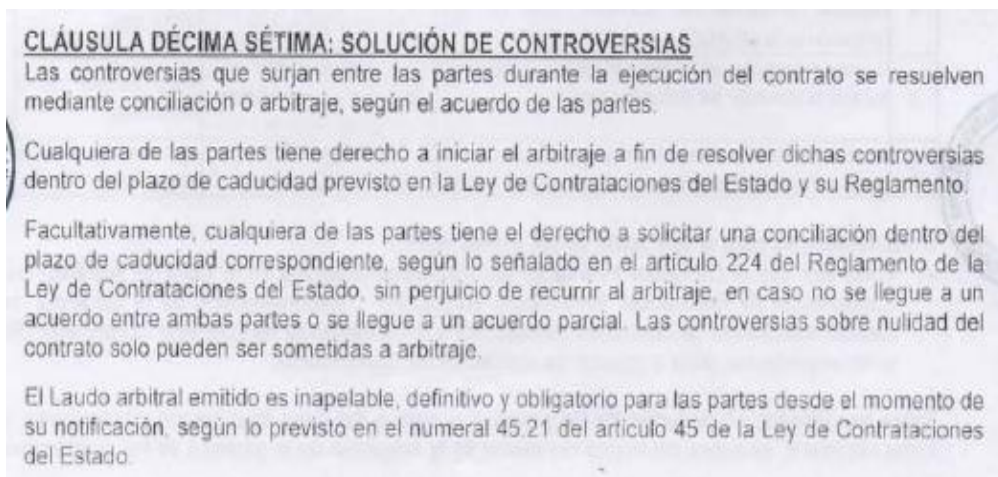 CLÁUSULA DÉCIMA SÉTIMA: SOLUCIÓN DE CONTROVERSIAS
Las controversias que surjan entre las partes durante la ejecución del contrato se resuelven
mediante conciliación o arbitraje, según el acuerdo de las partes.
Cualquiera de las partes tiene derecho a iniciar el arbitraje a fin de resolver dichas controversias
dentro del plazo de caducidad previsto en la Ley de Contrataciones del Estado y su Reglamento.
Facultativamente, cualquiera de las partes tiene el derecho a solicitar una conciliación dentro del
plazo de caducidad correspondiente, según lo señalado en el artículo 224 del Reglamento de la
Ley de Contrataciones del Estado, sin perjuicio de recurrir al arbitraje, en caso no se llegue a un
acuerdo entre ambas partes o se llegue a un acuerdo parcial. Las controversias sobre nulidad del
contrato solo pueden ser sometidas a arbitraje.
El Laudo arbitral emitido es inapelable, definitivo y obligatorio para las partes desde el momento de
su notificación, según lo previsto en el numeral 45.21 del artículo 45 de la Ley de Contrataciones
del Estado.